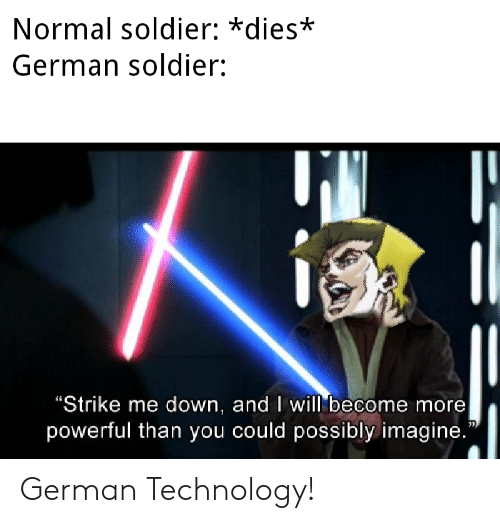 Normal soldier: *dies*
German soldier:
“Strike me down, and I will become more
powerful than you could possibly imagine.”
German Technology!